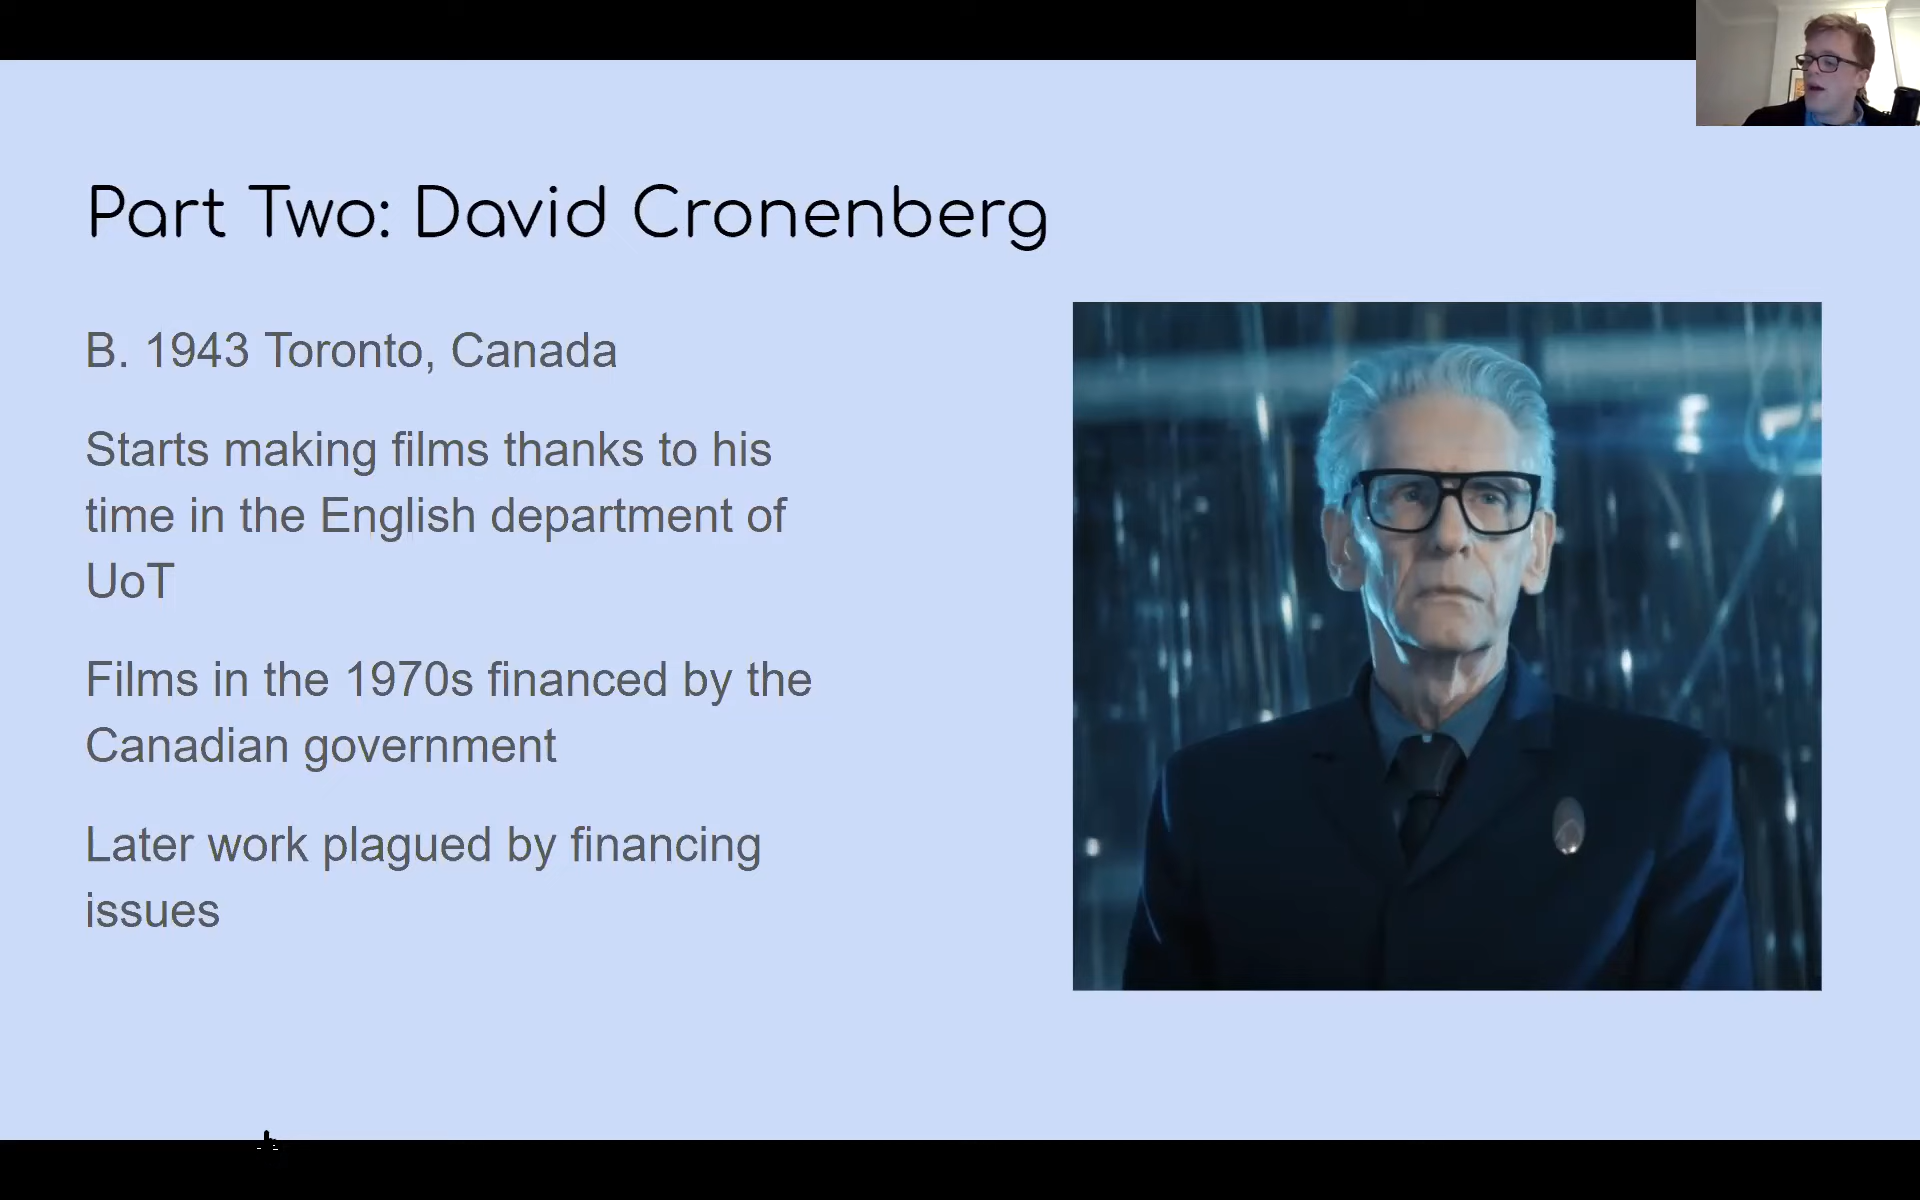 Part Two: David Cronenberg
B. 1943 Toronto, Canada
Starts making films thanks to his
time in the English department of
UoT
Films in the 1970s financed by the
Canadian government
Later work plagued by financing
issues